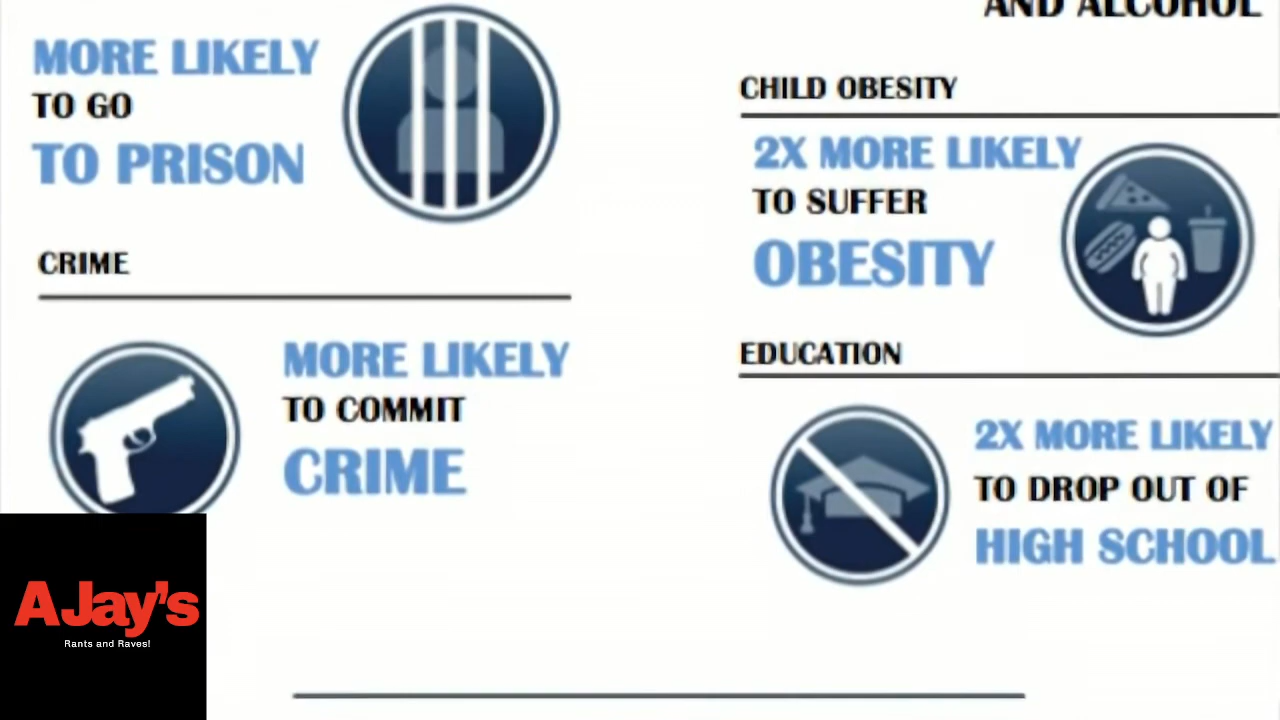 MORE LIKELY
TO GO
TO PRISON
CRIME
MORE LIKELY
TO COMMIT
CRIME
AND ALCOHOL
CHILD OBESITY
2X MORE LIKELY
TO SUFFER
OBESITY
EDUCATION
2X MORE LIKELY
TO DROP OUT OF
HIGH SCHOOL
AJay's
Rants and Raves!